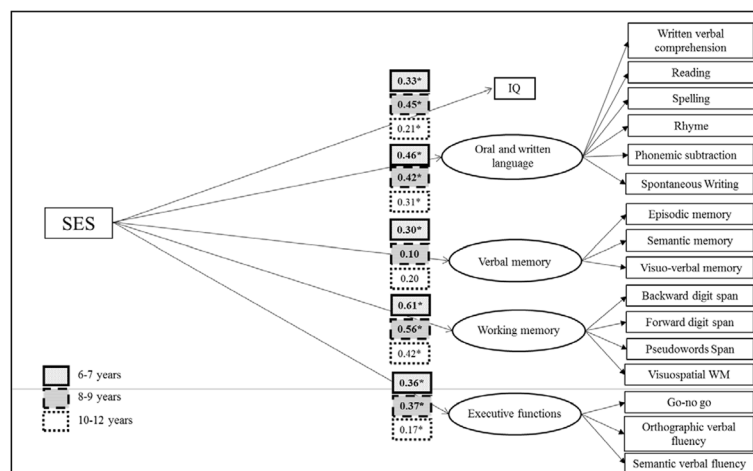 Written verbal
comprehension
Reading
Spelling
Rhyme
Phonemic subtraction
Spontaneous Writing
0.33*
0.45*
0.21*
IQ
0.46*
0.42*
0.31*
Oral and written
language
SES
0.30*
0.10
0.20
Verbal memory
Episodic memory
Semantic memory
Visuo-verbal memory
0.61*
0.56*
0.42*
Working memory
Backward digit span
Forward digit span
Pseudowords Span
Visuospatial WM
0.36*
0.37*
0.17*
Executive functions
Go-no go
Orthographic verbal
fluency
Semantic verbal fluency
6-7 years
8-9 years
10-12 years